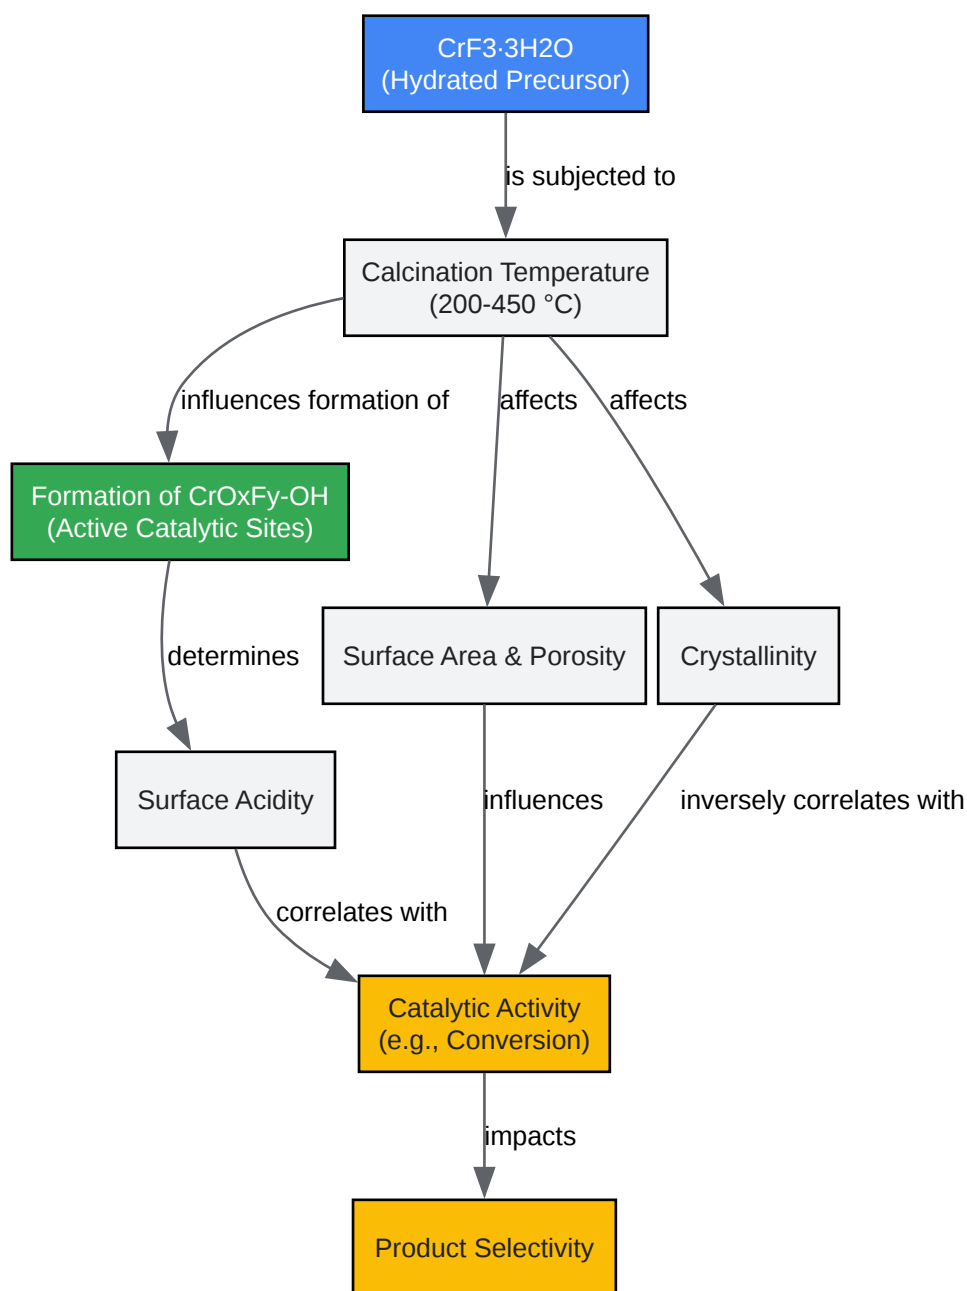 CrF3·3H2O
(Hydrated Precursor)
is subjected to
Calcination Temperature
(200-450 °C)
influences formation of
affects
affects
Formation of CrOxFy-OH
(Active Catalytic Sites)
determines
Surface Area & Porosity
Crystallinity
Surface Acidity
influences
inversely correlates with
correlates with
Catalytic Activity
(e.g., Conversion)
impacts
Product Selectivity